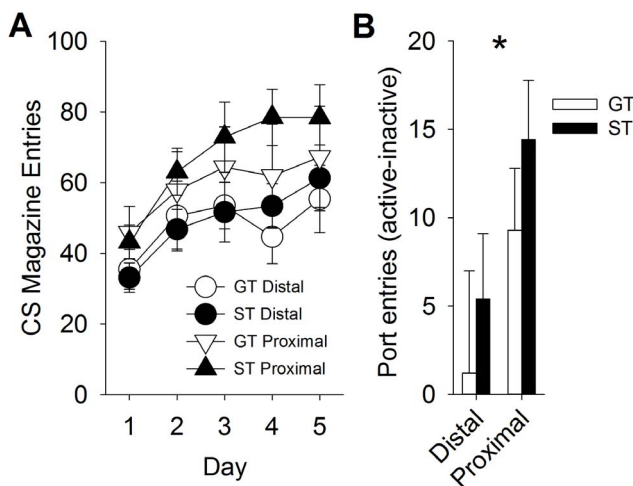 A
CS Magazine Entries
100
80
60
40
20
0
GT Distal
ST Distal
GT Proximal
ST Proximal
1 2 3 4 5
Day
B
Port entries (active-inactive)
20
15
10
5
0
*
GT
ST
Distal
Proximal